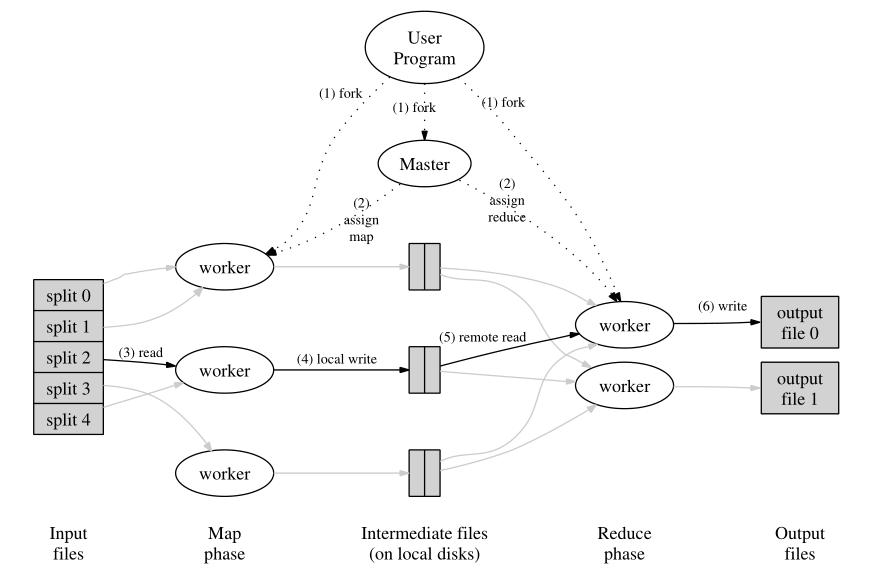 User
Program
(1) fork
(1) fork
(1) fork
Master
(2)
assign
map
(2)
assign
reduce
worker
split 0
split 1
split 2
split 3
split 4
(3) read
worker
(4) local write
worker
(5) remote read
worker
worker
(6) write
output
file 0
output
file 1
Input
files
Map
phase
Intermediate files
(on local disks)
Reduce
phase
Output
files